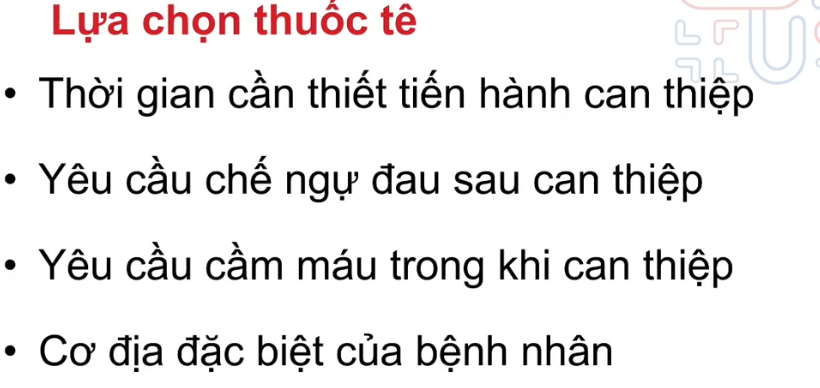 Lựa chọn thuốc tê
• Thời gian cần thiết tiến hành can thiệp
• Yêu cầu chế ngự đau sau can thiệp
• Yêu cầu cầm máu trong khi can thiệp
• Cơ địa đặc biệt của bệnh nhân